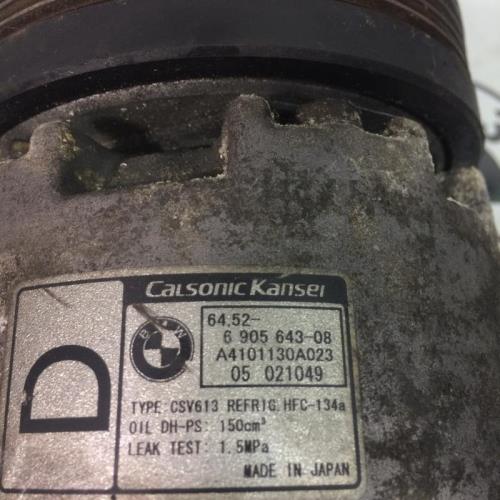 CALSONIC KANSEI
D
BMW
64.52-
6 905 643-08
A4101130A023
05 021049
TYPE: CSV613 REFRIG: HFC-134a
OIL DH-PS: 150cm³
LEAK TEST: 1.5MPa
MADE IN JAPAN